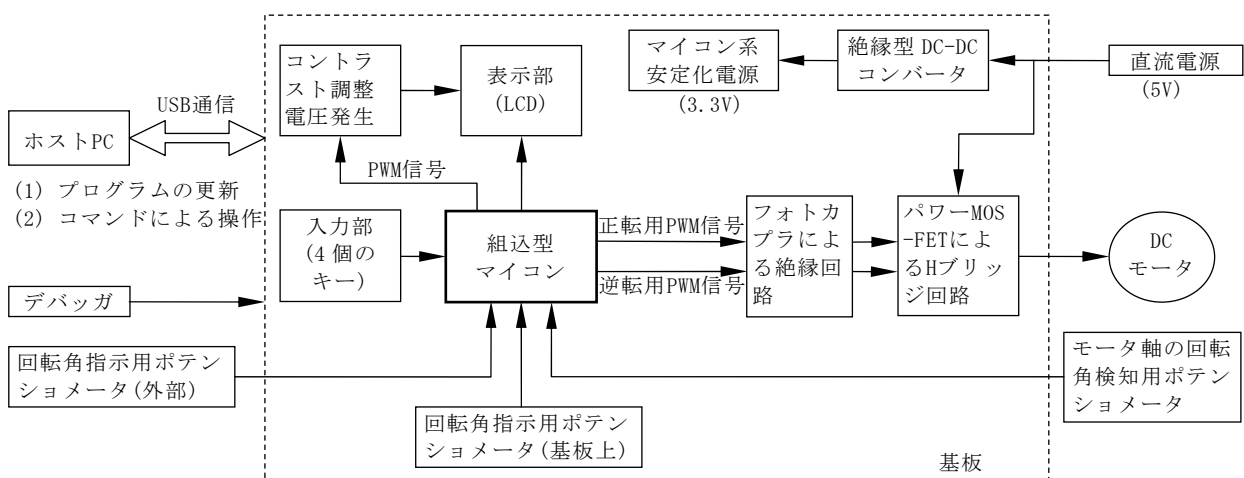 コントラ
スト調整
電圧発生
表示部
(LCD)
マイコン系
安定化電源
(3.3V)
絶縁型 DC-DC
コンバータ
直流電源
(5V)
USB通信
ホストPC
(1) プログラムの更新
(2) コマンドによる操作
PWM信号
入力部
(4個の
キー)
組込型
マイコン
正転用PWM信号
逆転用PWM信号
フォトカ
プラによ
る絶縁回
路
パワーMOS
-FETによ
るHブリッ
ジ回路
DC
モータ
デバッガ
回転角指示用ポテン
ショメータ(外部)
回転角指示用ポテン
ショメータ(基板上)
モータ軸の回転
角検知用ポテン
ショメータ
基板